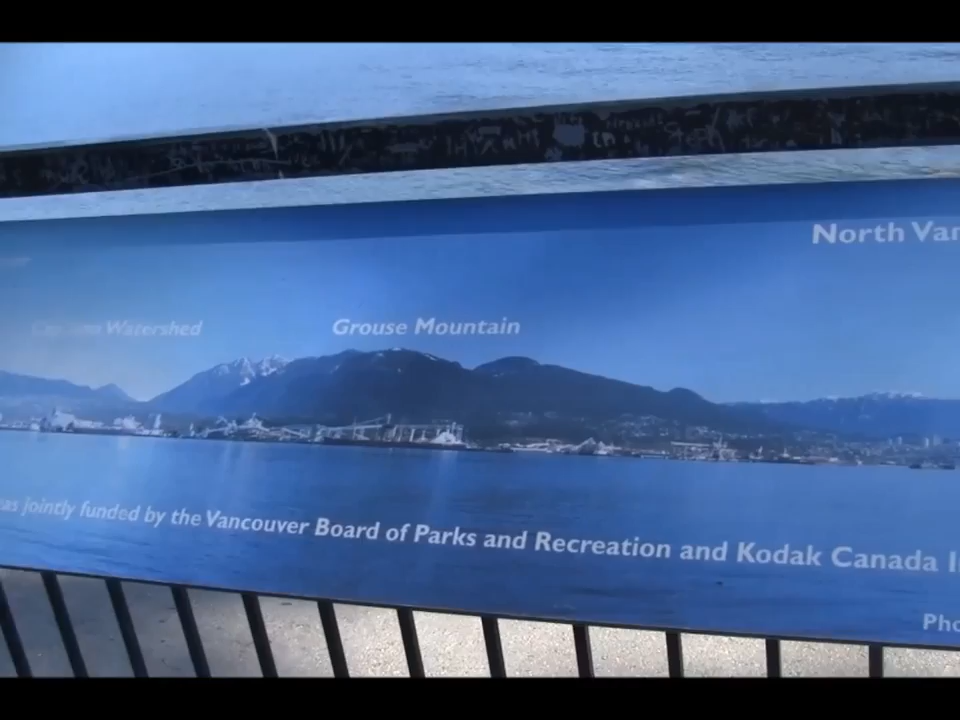 North Van
Watershed
Grouse Mountain
as jointly funded by the Vancouver Board of Parks and Recreation and Kodak Canada I
Pho